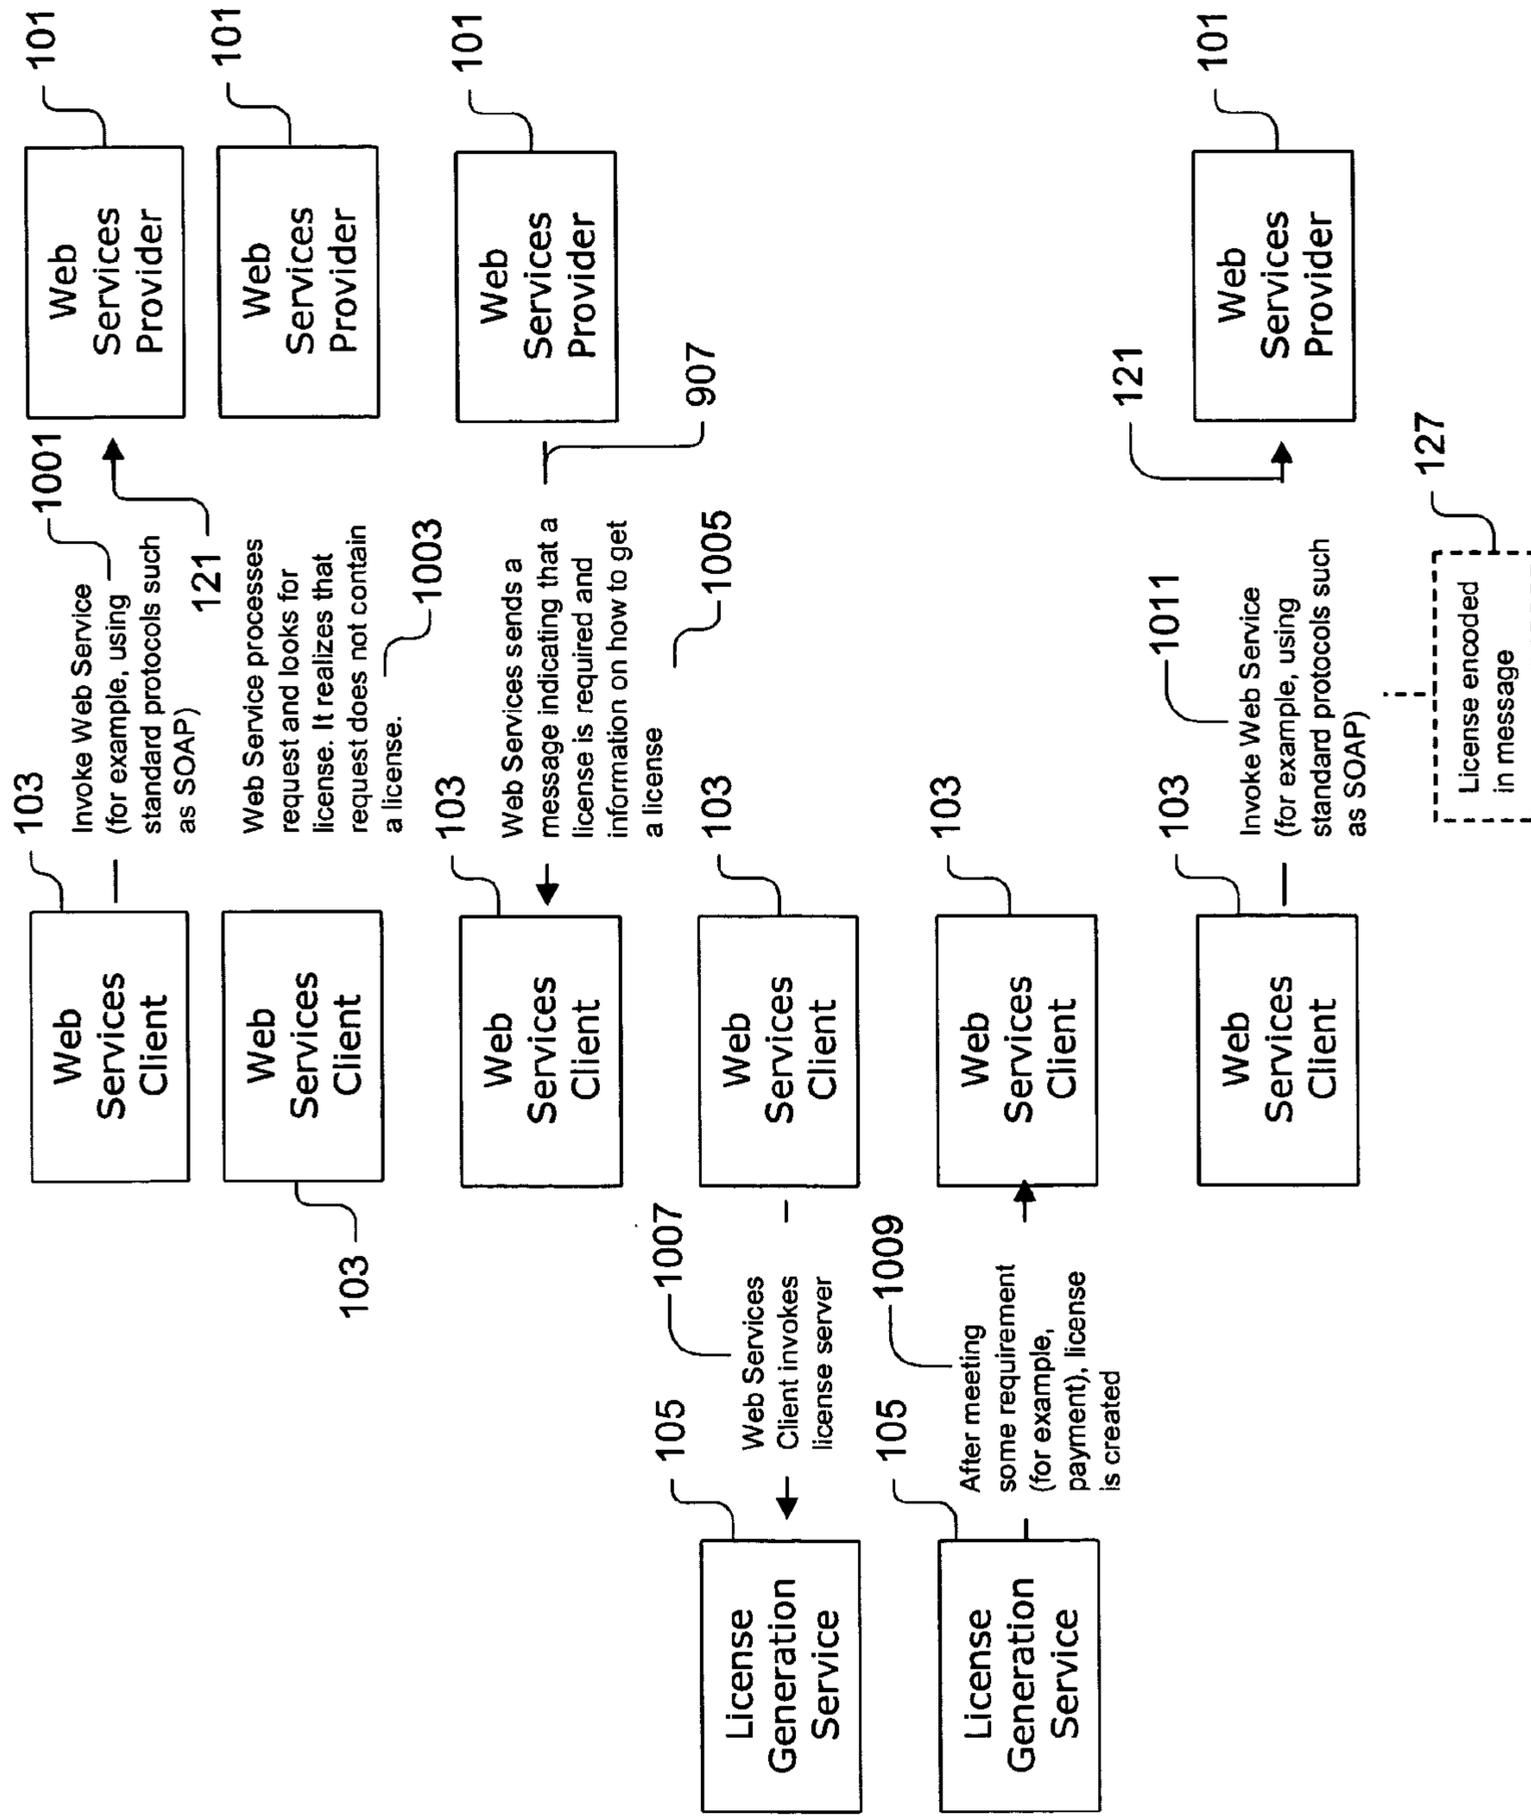 103
1001
101
Web
Services
Client
Invoke Web Service
(for example, using
standard protocols such
as SOAP)
121
Web
Services
Provider
103
Web
Services
Client
Web Service processes
request and looks for
license. It realizes that
request does not contain
a license.
1003
101
Web
Services
Provider
103
Web
Services
Client
Web Services sends a
message indicating that a
license is required and
information on how to get
a license
1005
907
101
Web
Services
Provider
105
License
Generation
Service
1007
Web Services
Client invokes
license server
103
Web
Services
Client
105
License
Generation
Service
1009
After meeting
some requirement
(for example,
payment), license
is created
103
Web
Services
Client
103
Web
Services
Client
1011
Invoke Web Service
(for example, using
standard protocols such
as SOAP)
121
101
Web
Services
Provider
127
License encoded
in message